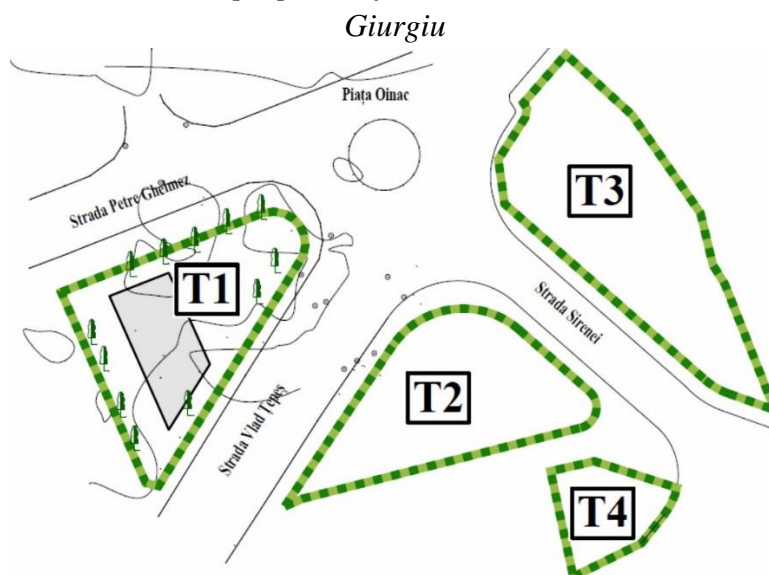 Giurgiu
Piața Oinac
Strada Petre Ghelmez
T3
T1
Strada Sirenei
T2
Strada Vlad Țepeș
T4